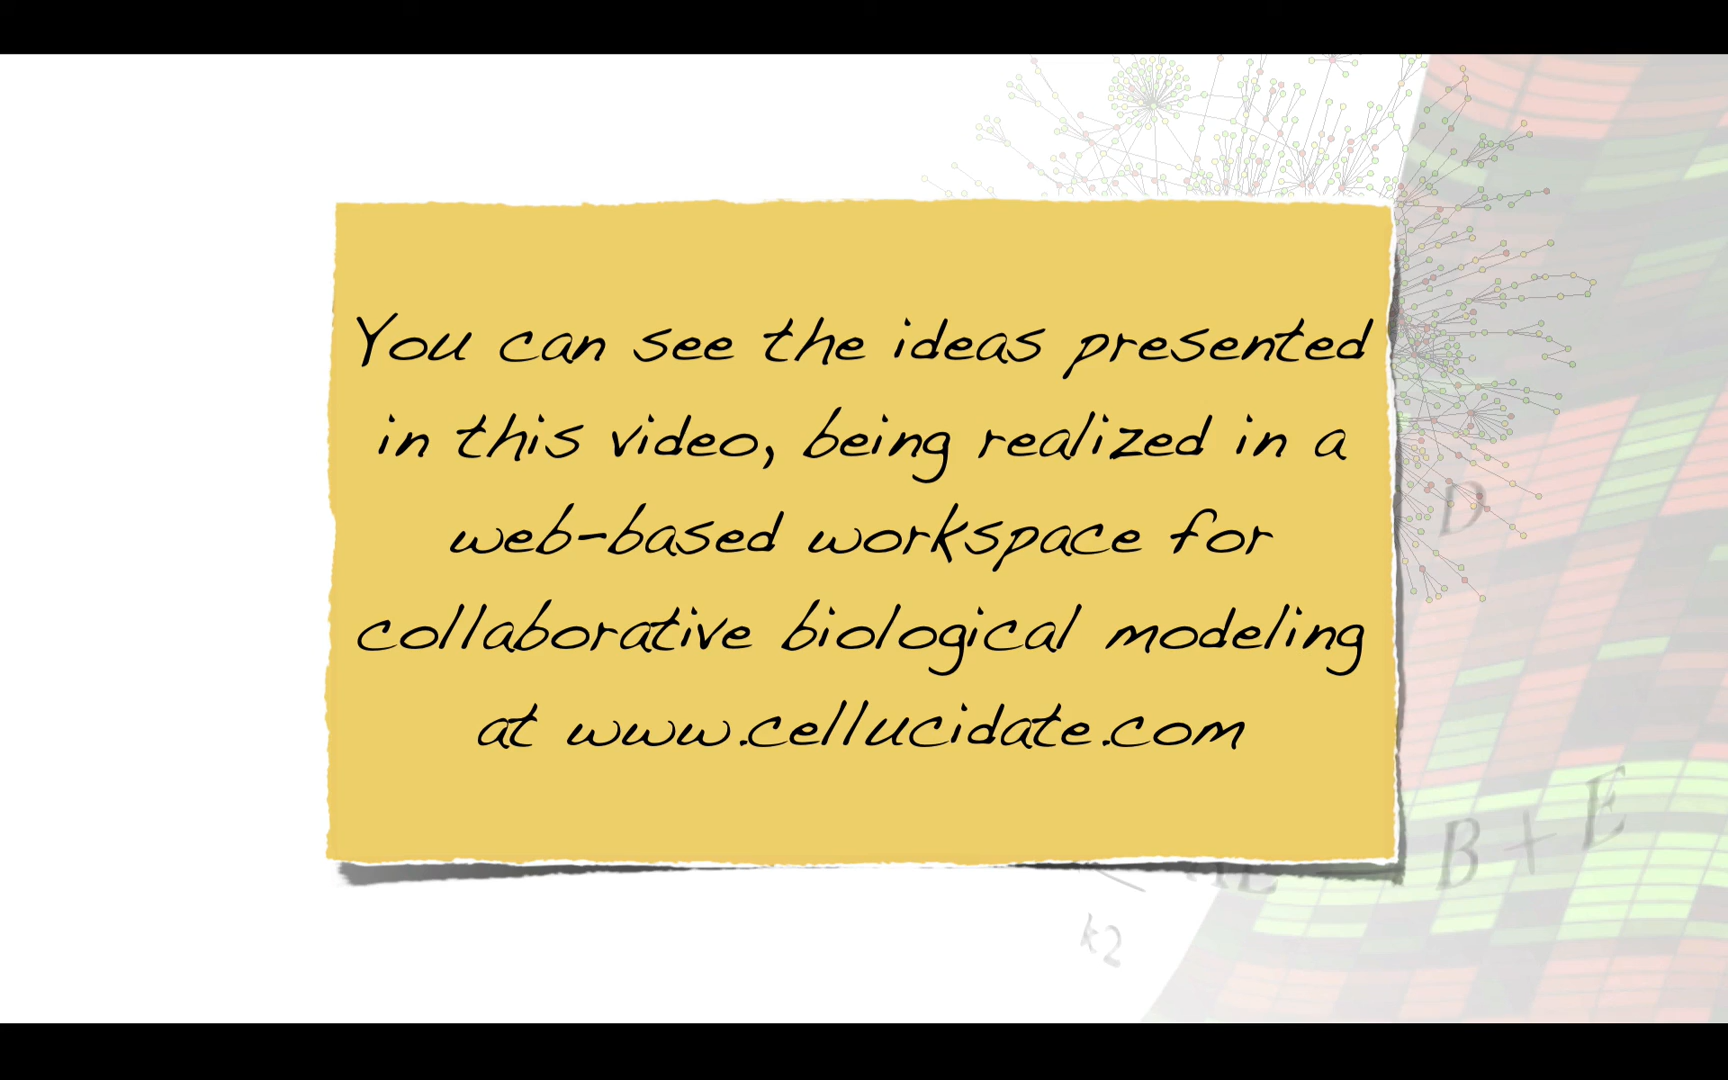 You can see the ideas presented
in this video, being realized in a
web-based workspace for
collaborative biological modeling
at www.cellucidate.com
D
B + E
k2